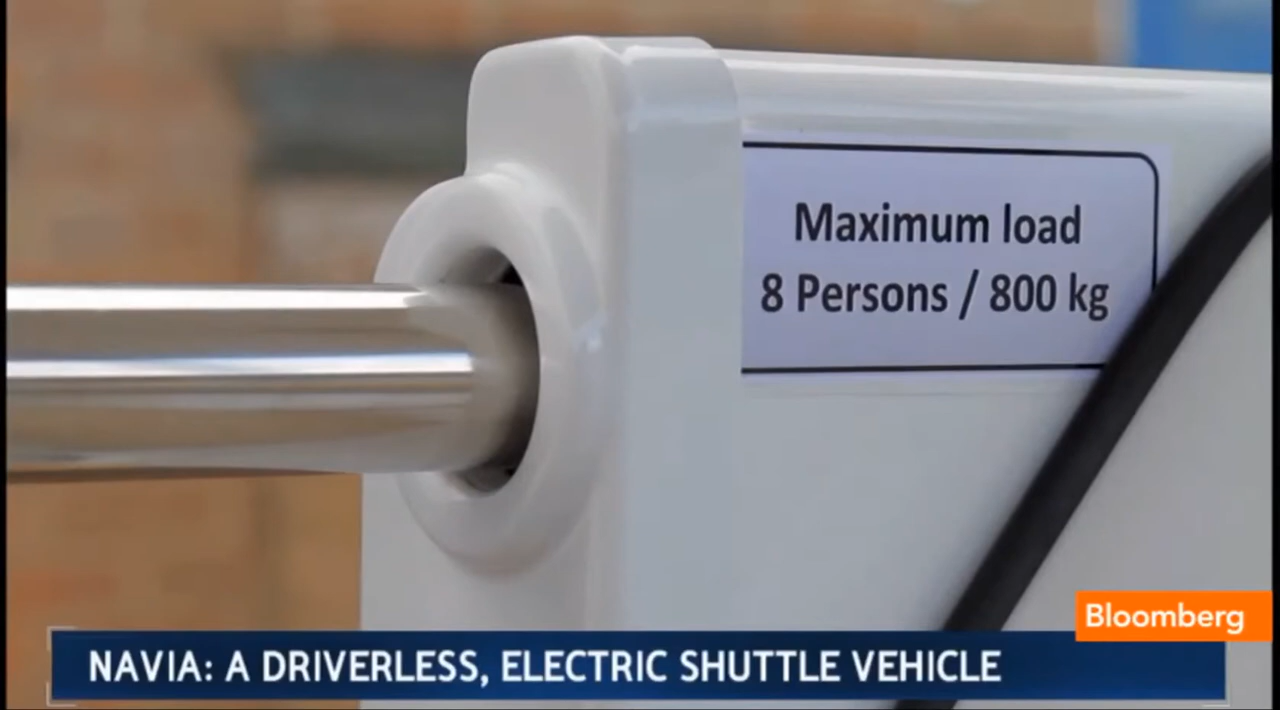 Maximum load
8 Persons / 800 kg
Bloomberg
NAVIA: A DRIVERLESS, ELECTRIC SHUTTLE VEHICLE